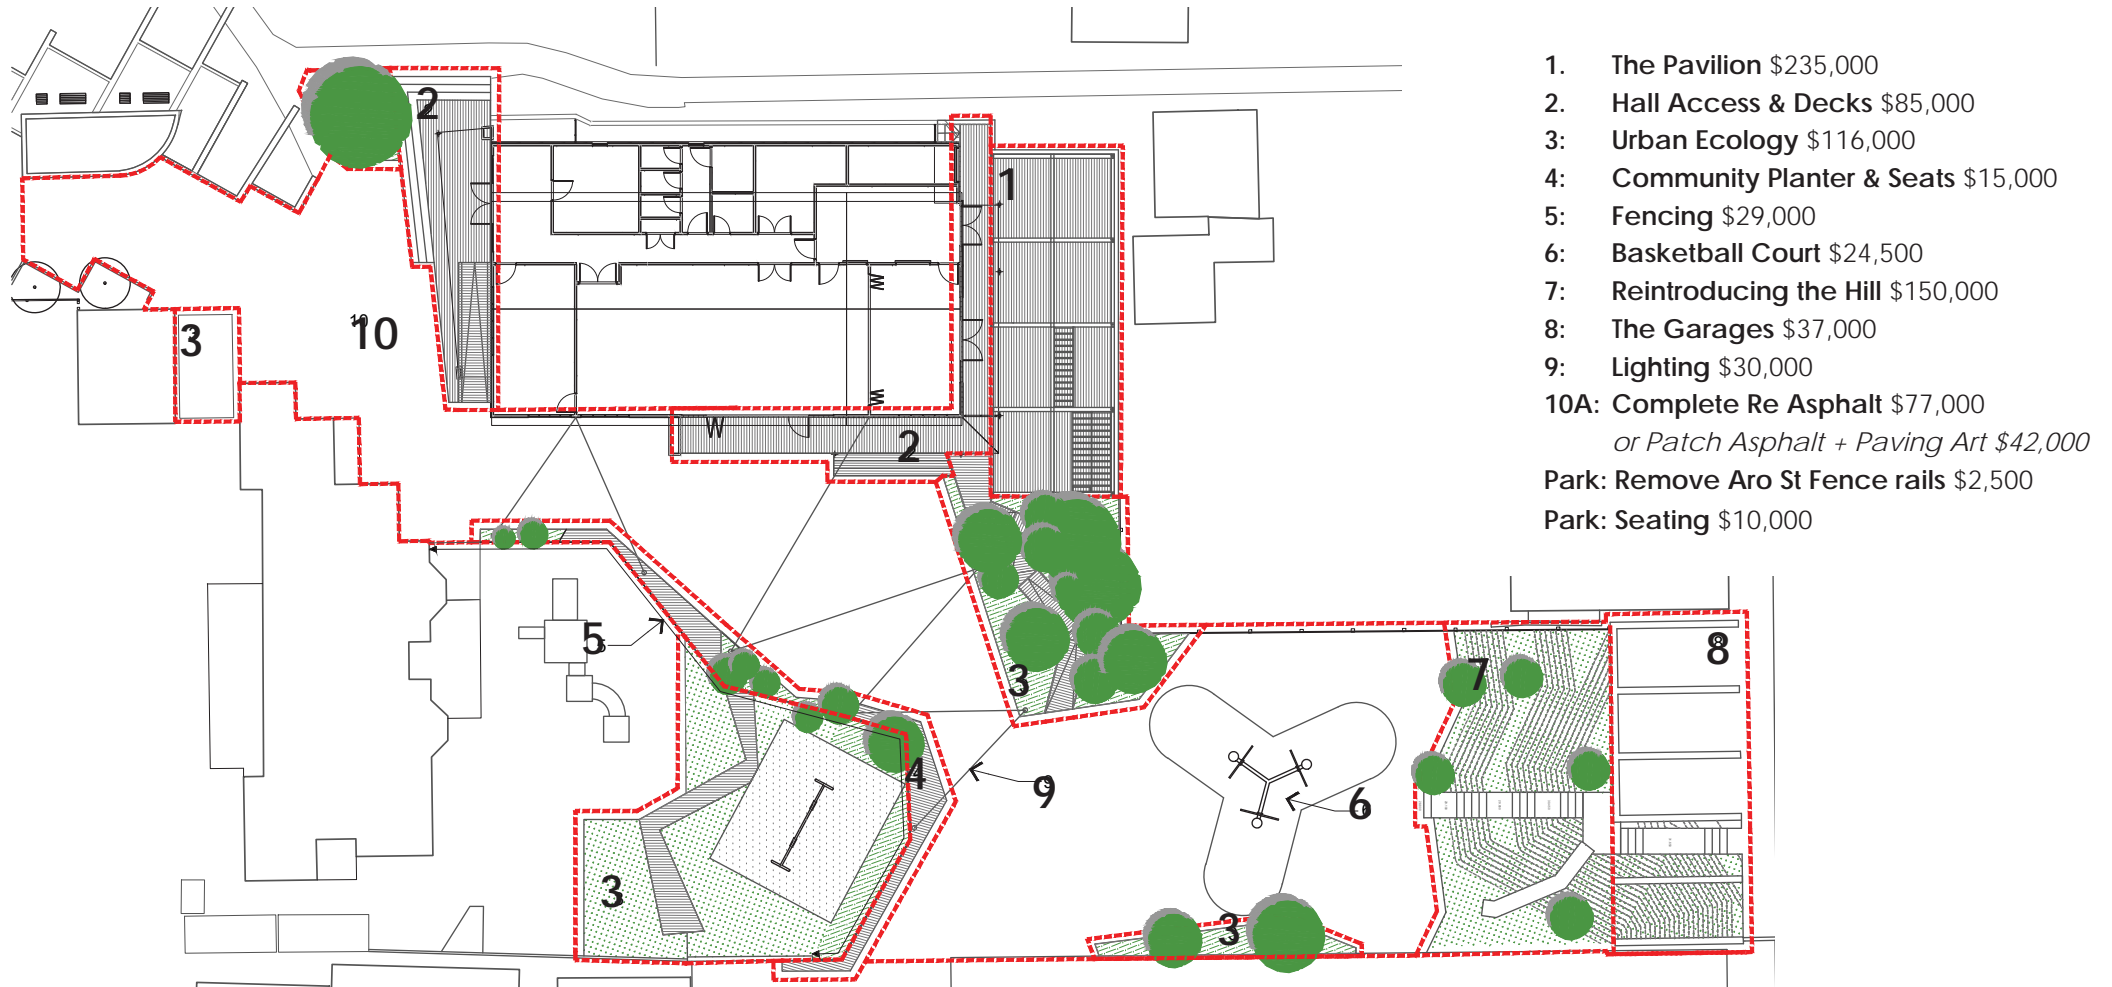 1. The Pavilion $235,000
2: Hall Access & Decks $85,000
3: Urban Ecology $116,000
4: Community Planter & Seats $15,000
5: Fencing $29,000
6: Basketball Court $24,500
7: Reintroducing the Hill $150,000
8: The Garages $37,000
9: Lighting $30,000
10A: Complete Re Asphalt $77,000
or Patch Asphalt + Paving Art $42,000
Park: Remove Aro St Fence rails $2,500
Park: Seating $10,000
2
1
3
10
2
5
3
7
8
4
9
6
3
3